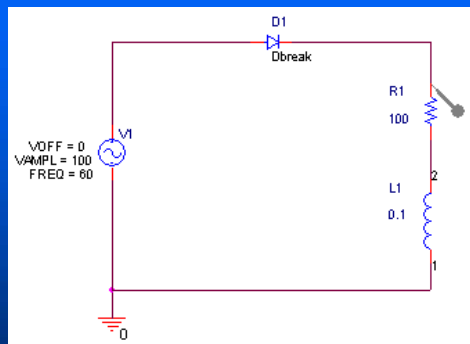 D1
Dbreak
R1
100
V1
VOFF = 0
VAMPL = 100
FREQ = 60
2
L1
0.1
1
0